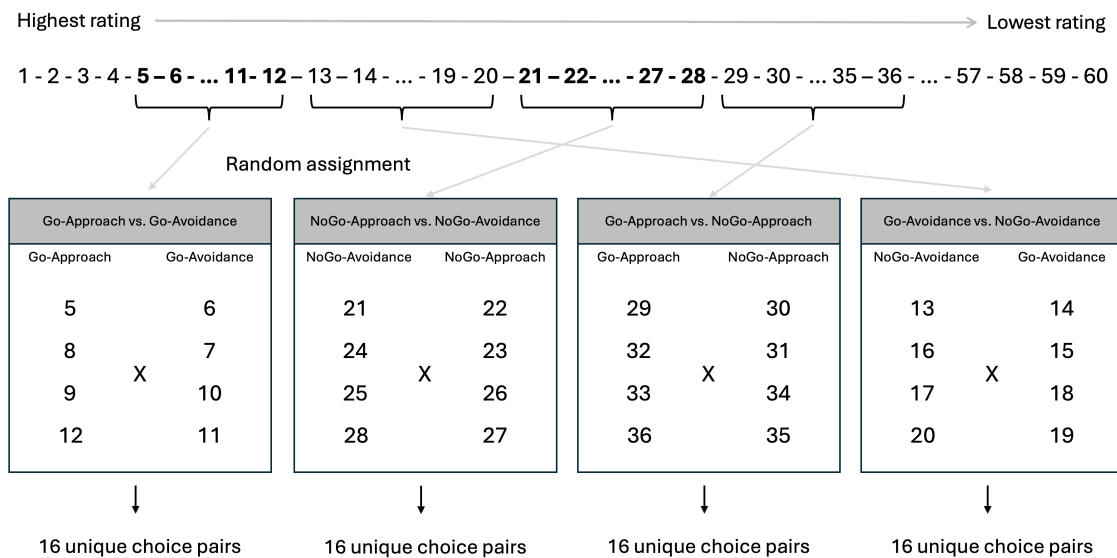 Highest rating Lowest rating
1 - 2 - 3 - 4 - 5 – 6 - ... 11- 12 – 13 – 14 - ... - 19 - 20 – 21 – 22- ... - 27 - 28 - 29 - 30 - ... 35 – 36 - ... - 57 - 58 - 59 - 60
Random assignment
Go-Approach vs. Go-Avoidance
Go-Approach Go-Avoidance
5 6
8 7
X
9 10
12 11
16 unique choice pairs
NoGo-Approach vs. NoGo-Avoidance
NoGo-Avoidance NoGo-Approach
21 22
24 23
X
25 26
28 27
16 unique choice pairs
Go-Approach vs. NoGo-Approach
Go-Approach NoGo-Approach
29 30
32 31
X
33 34
36 35
16 unique choice pairs
Go-Avoidance vs. NoGo-Avoidance
NoGo-Avoidance Go-Avoidance
13 14
16 15
X
17 18
20 19
16 unique choice pairs